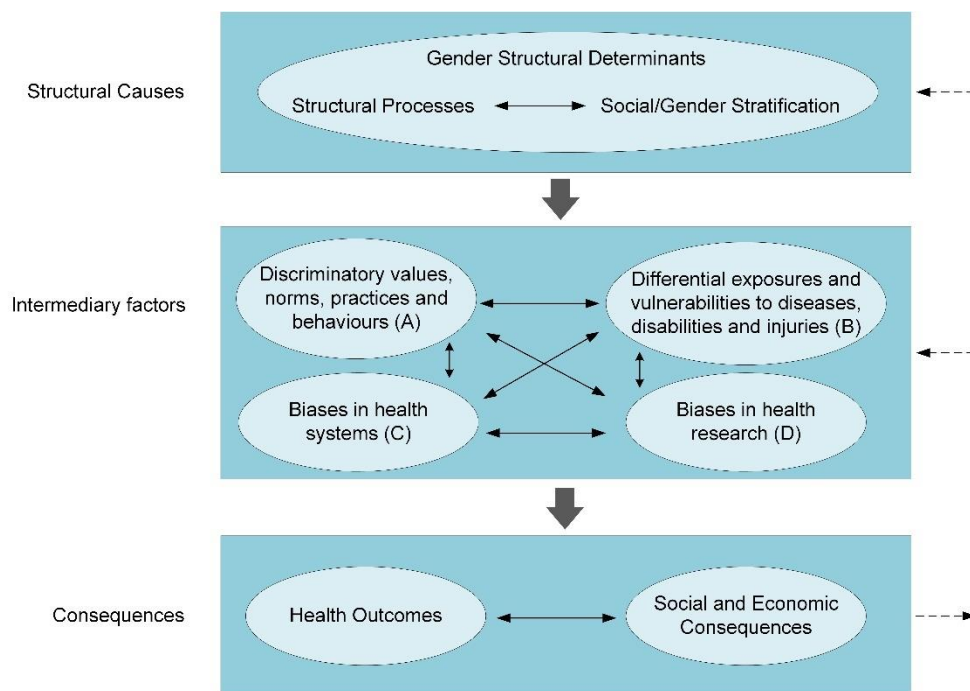 Structural Causes
Gender Structural Determinants
Structural Processes
Social/Gender Stratification
Intermediary factors
Discriminatory values,
norms, practices and
behaviours (A)
Differential exposures and
vulnerabilities to diseases,
disabilities and injuries (B)
Biases in health
systems (C)
Biases in health
research (D)
Consequences
Health Outcomes
Social and Economic
Consequences